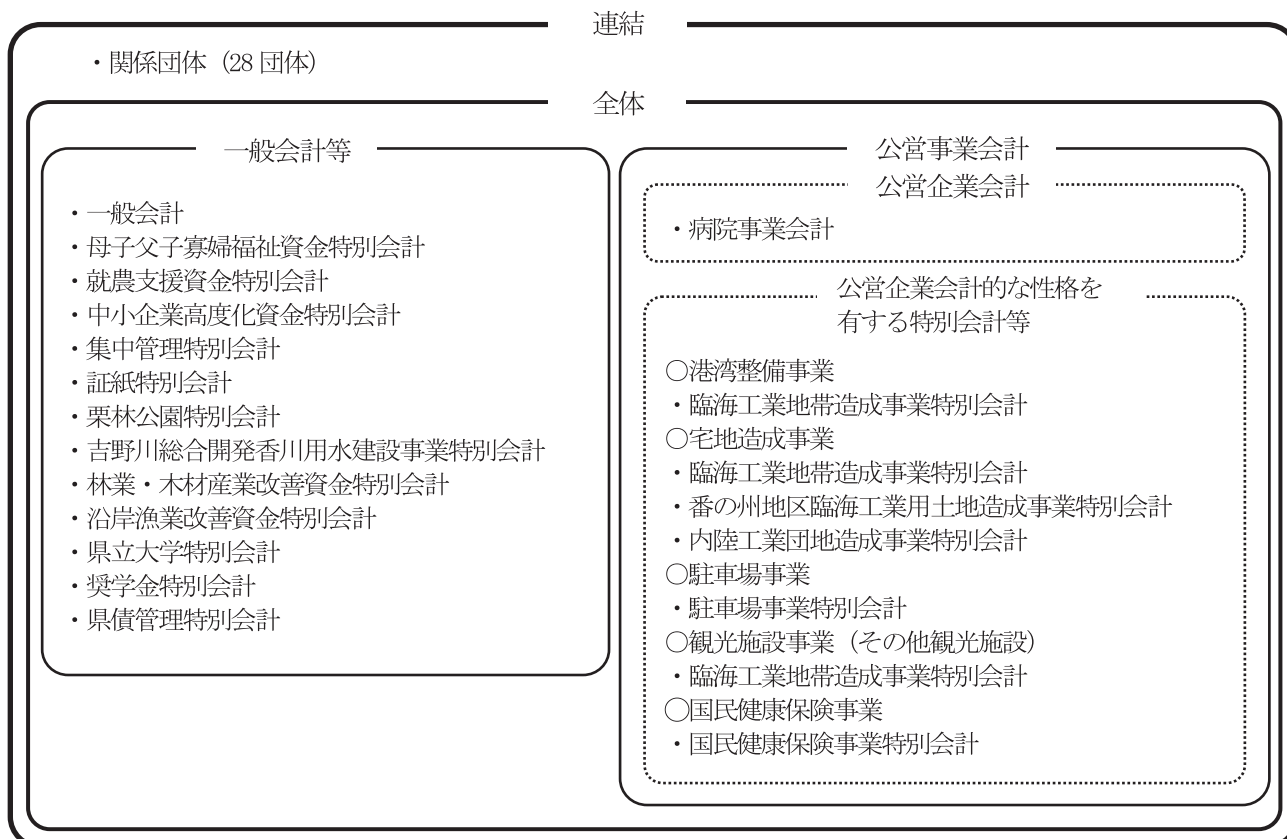 連結
・関係団体（28 団体）
全体
一般会計等
・一般会計
・母子父子寡婦福祉資金特別会計
・就農支援資金特別会計
・中小企業高度化資金特別会計
・集中管理特別会計
・証紙特別会計
・栗林公園特別会計
・吉野川総合開発香川用水建設事業特別会計
・林業・木材産業改善資金特別会計
・沿岸漁業改善資金特別会計
・県立大学特別会計
・奨学金特別会計
・県債管理特別会計
公営事業会計
公営企業会計
・病院事業会計
公営企業会計的な性格を
有する特別会計等
○港湾整備事業
・臨海工業地帯造成事業特別会計
○宅地造成事業
・臨海工業地帯造成事業特別会計
・番の州地区臨海工業用土地造成事業特別会計
・内陸工業団地造成事業特別会計
○駐車場事業
・駐車場事業特別会計
○観光施設事業（その他観光施設）
・臨海工業地帯造成事業特別会計
○国民健康保険事業
・国民健康保険事業特別会計